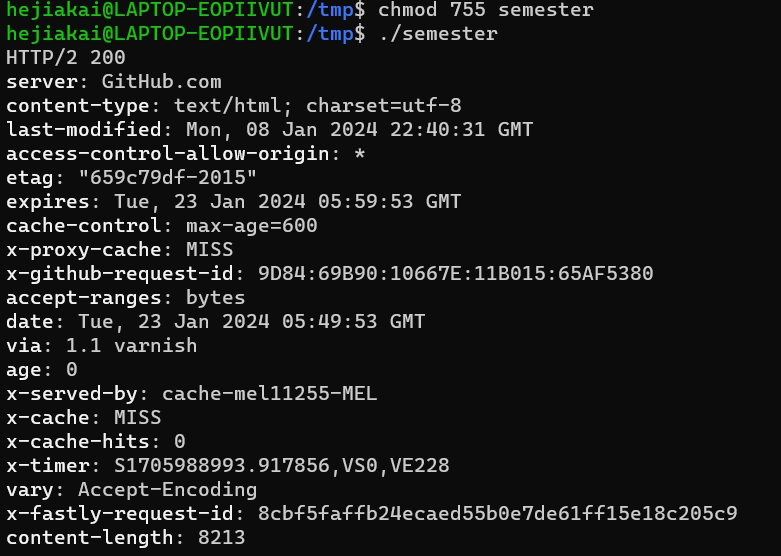 hejiakai@LAPTOP-EOPIIVUT:/tmp$ chmod 755 semester
hejiakai@LAPTOP-EOPIIVUT:/tmp$ ./semester
HTTP/2 200
server: GitHub.com
content-type: text/html; charset=utf-8
last-modified: Mon, 08 Jan 2024 22:40:31 GMT
access-control-allow-origin: *
etag: "659c79df-2015"
expires: Tue, 23 Jan 2024 05:59:53 GMT
cache-control: max-age=600
x-proxy-cache: MISS
x-github-request-id: 9D84:69B90:10667E:11B015:65AF5380
accept-ranges: bytes
date: Tue, 23 Jan 2024 05:49:53 GMT
via: 1.1 varnish
age: 0
x-served-by: cache-mel11255-MEL
x-cache: MISS
x-cache-hits: 0
x-timer: S1705988993.917856,VS0,VE228
vary: Accept-Encoding
x-fastly-request-id: 8cbf5faffb24ecaed55b0e7de61ff15e18c205c9
content-length: 8213